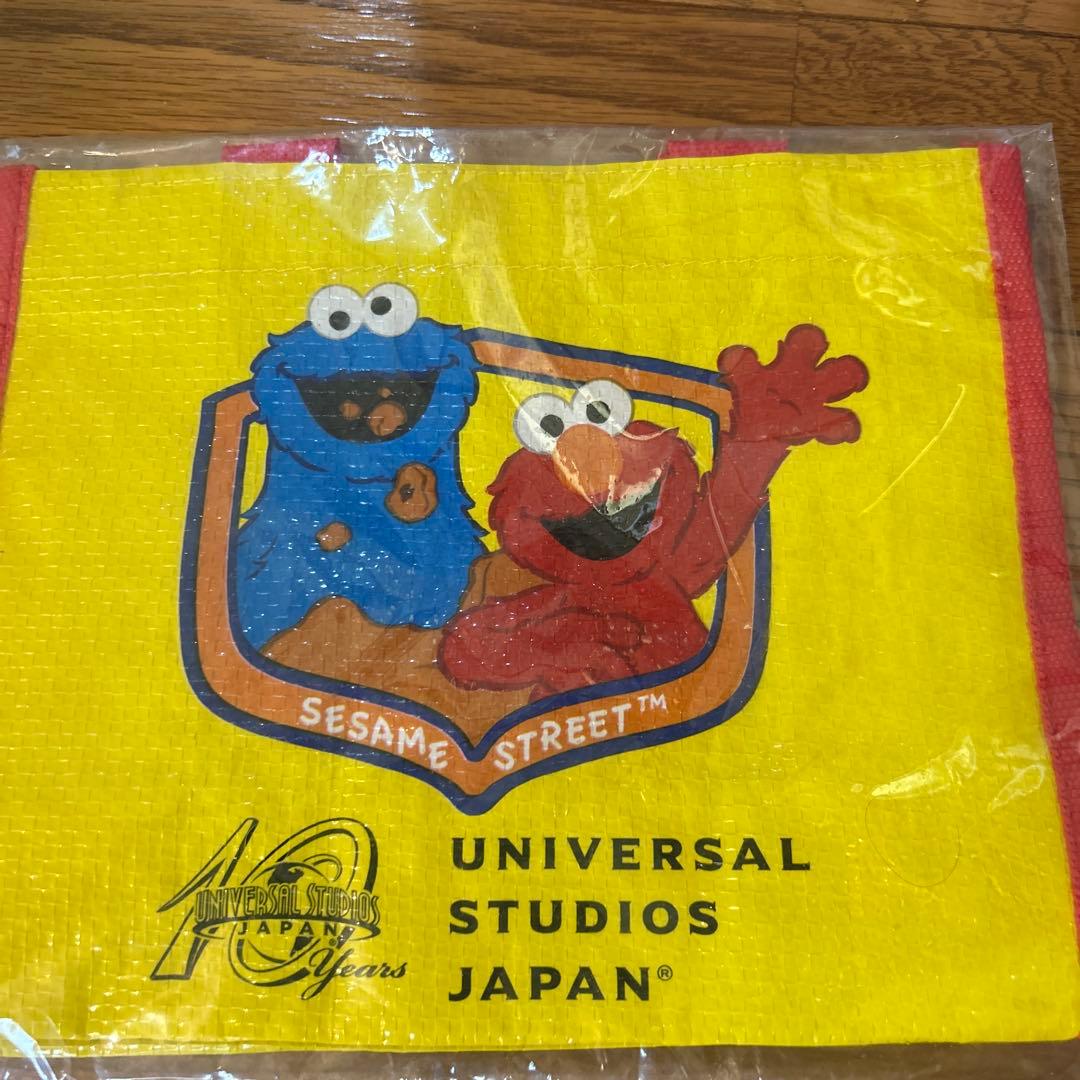 SESAME STREET™
10
UNIVERSAL STUDIOS
JAPAN®
Years
UNIVERSAL
STUDIOS
JAPAN®